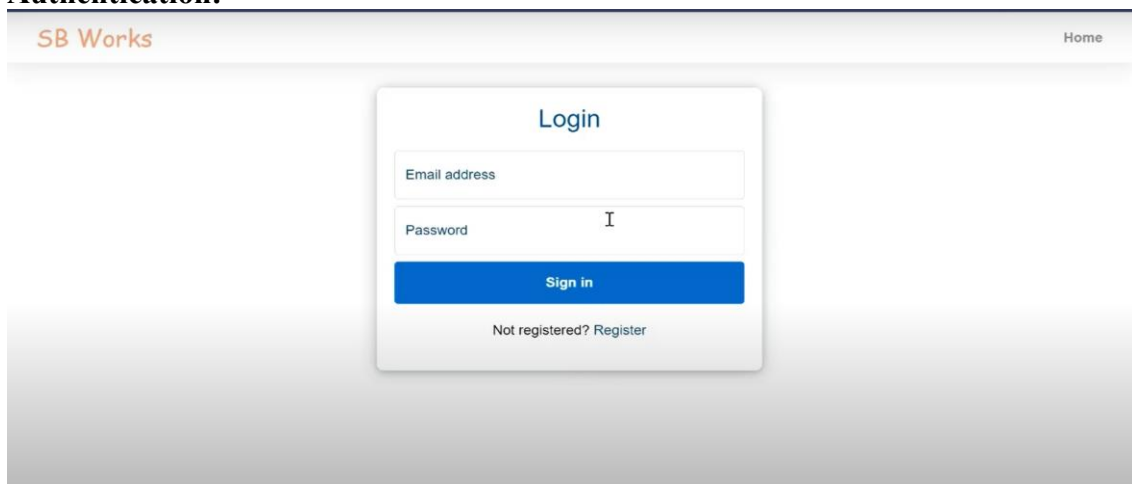 Authentication:
SB Works
Home
Login
Email address
Password
Sign in
Not registered? Register